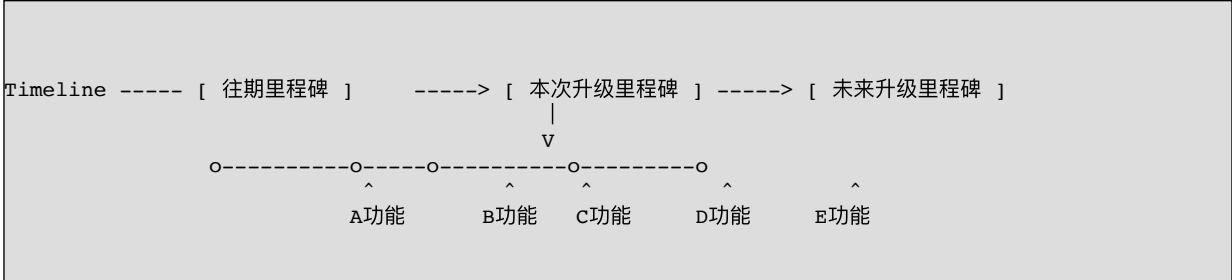 Timeline ----- [ 往期里程碑 ]     -----> [ 本次升级里程碑 ] -----> [ 未来升级里程碑 ]
|
V
o----------o-----o----------o---------o
^ ^ ^ ^ ^
A功能 B功能 C功能 D功能 E功能